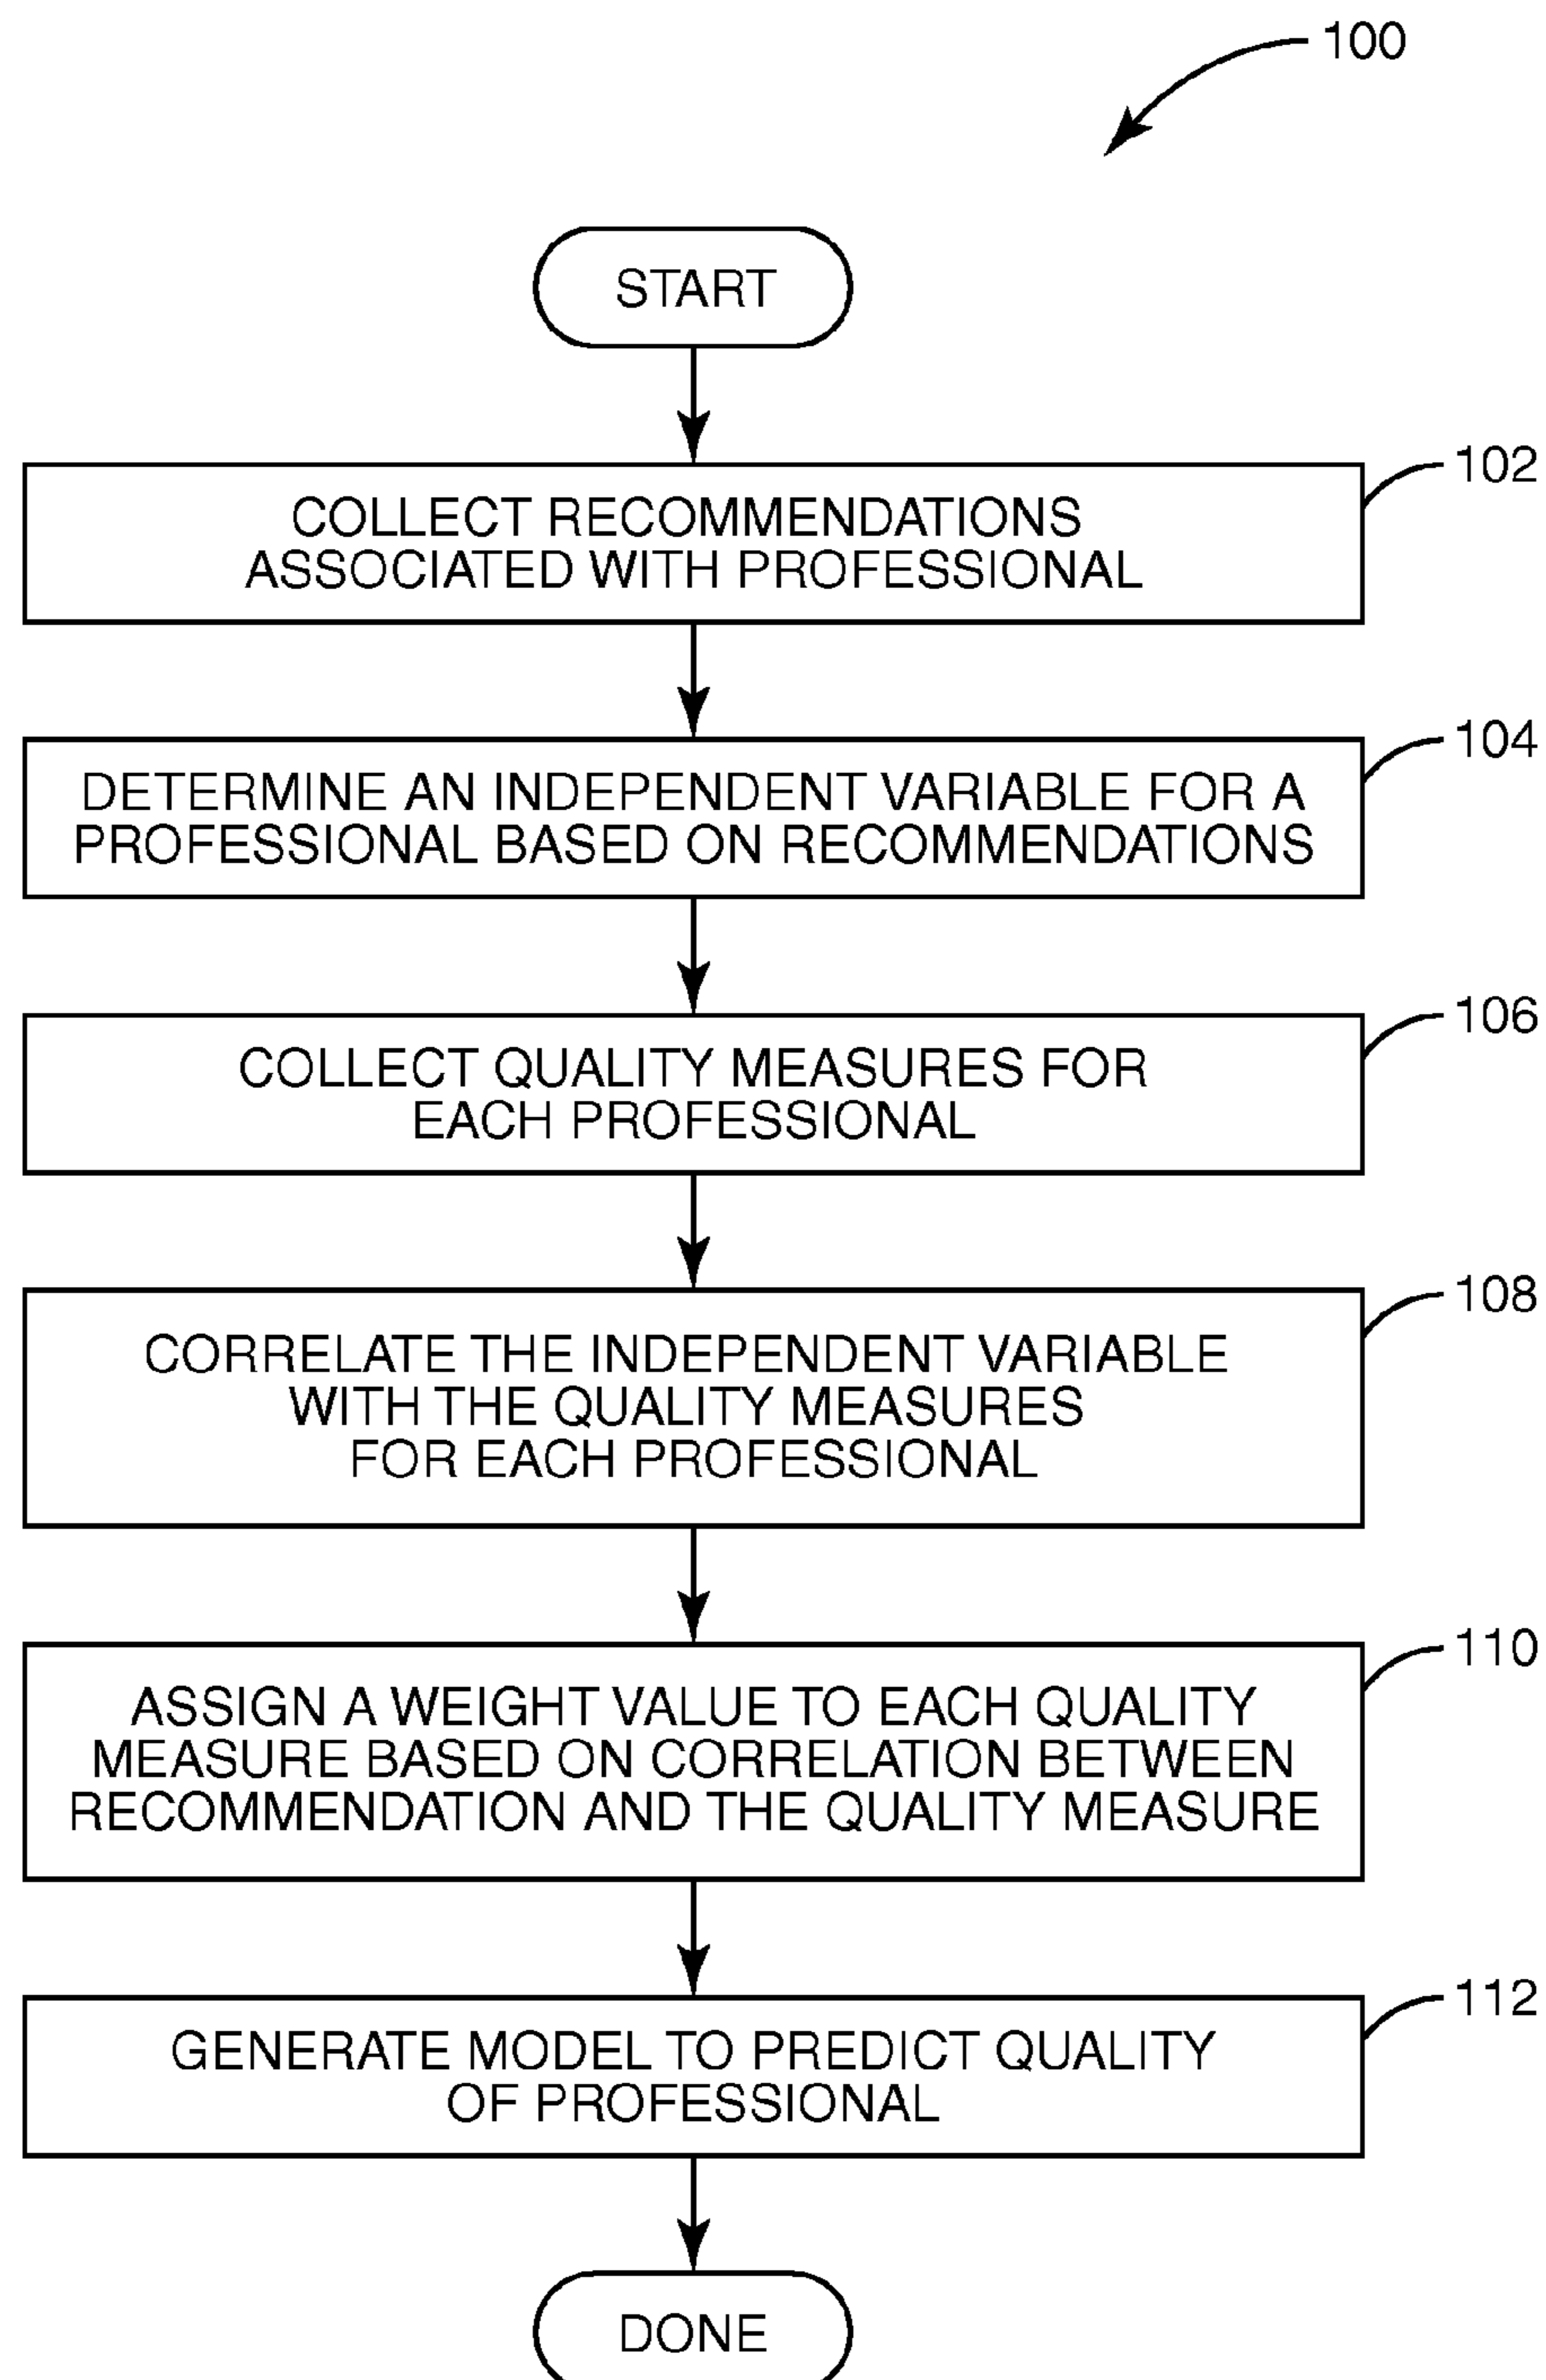 100
START
102
COLLECT RECOMMENDATIONS
ASSOCIATED WITH PROFESSIONAL
104
DETERMINE AN INDEPENDENT VARIABLE FOR A
PROFESSIONAL BASED ON RECOMMENDATIONS
106
COLLECT QUALITY MEASURES FOR
EACH PROFESSIONAL
108
CORRELATE THE INDEPENDENT VARIABLE
WITH THE QUALITY MEASURES
FOR EACH PROFESSIONAL
110
ASSIGN A WEIGHT VALUE TO EACH QUALITY
MEASURE BASED ON CORRELATION BETWEEN
RECOMMENDATION AND THE QUALITY MEASURE
112
GENERATE MODEL TO PREDICT QUALITY
OF PROFESSIONAL
DONE